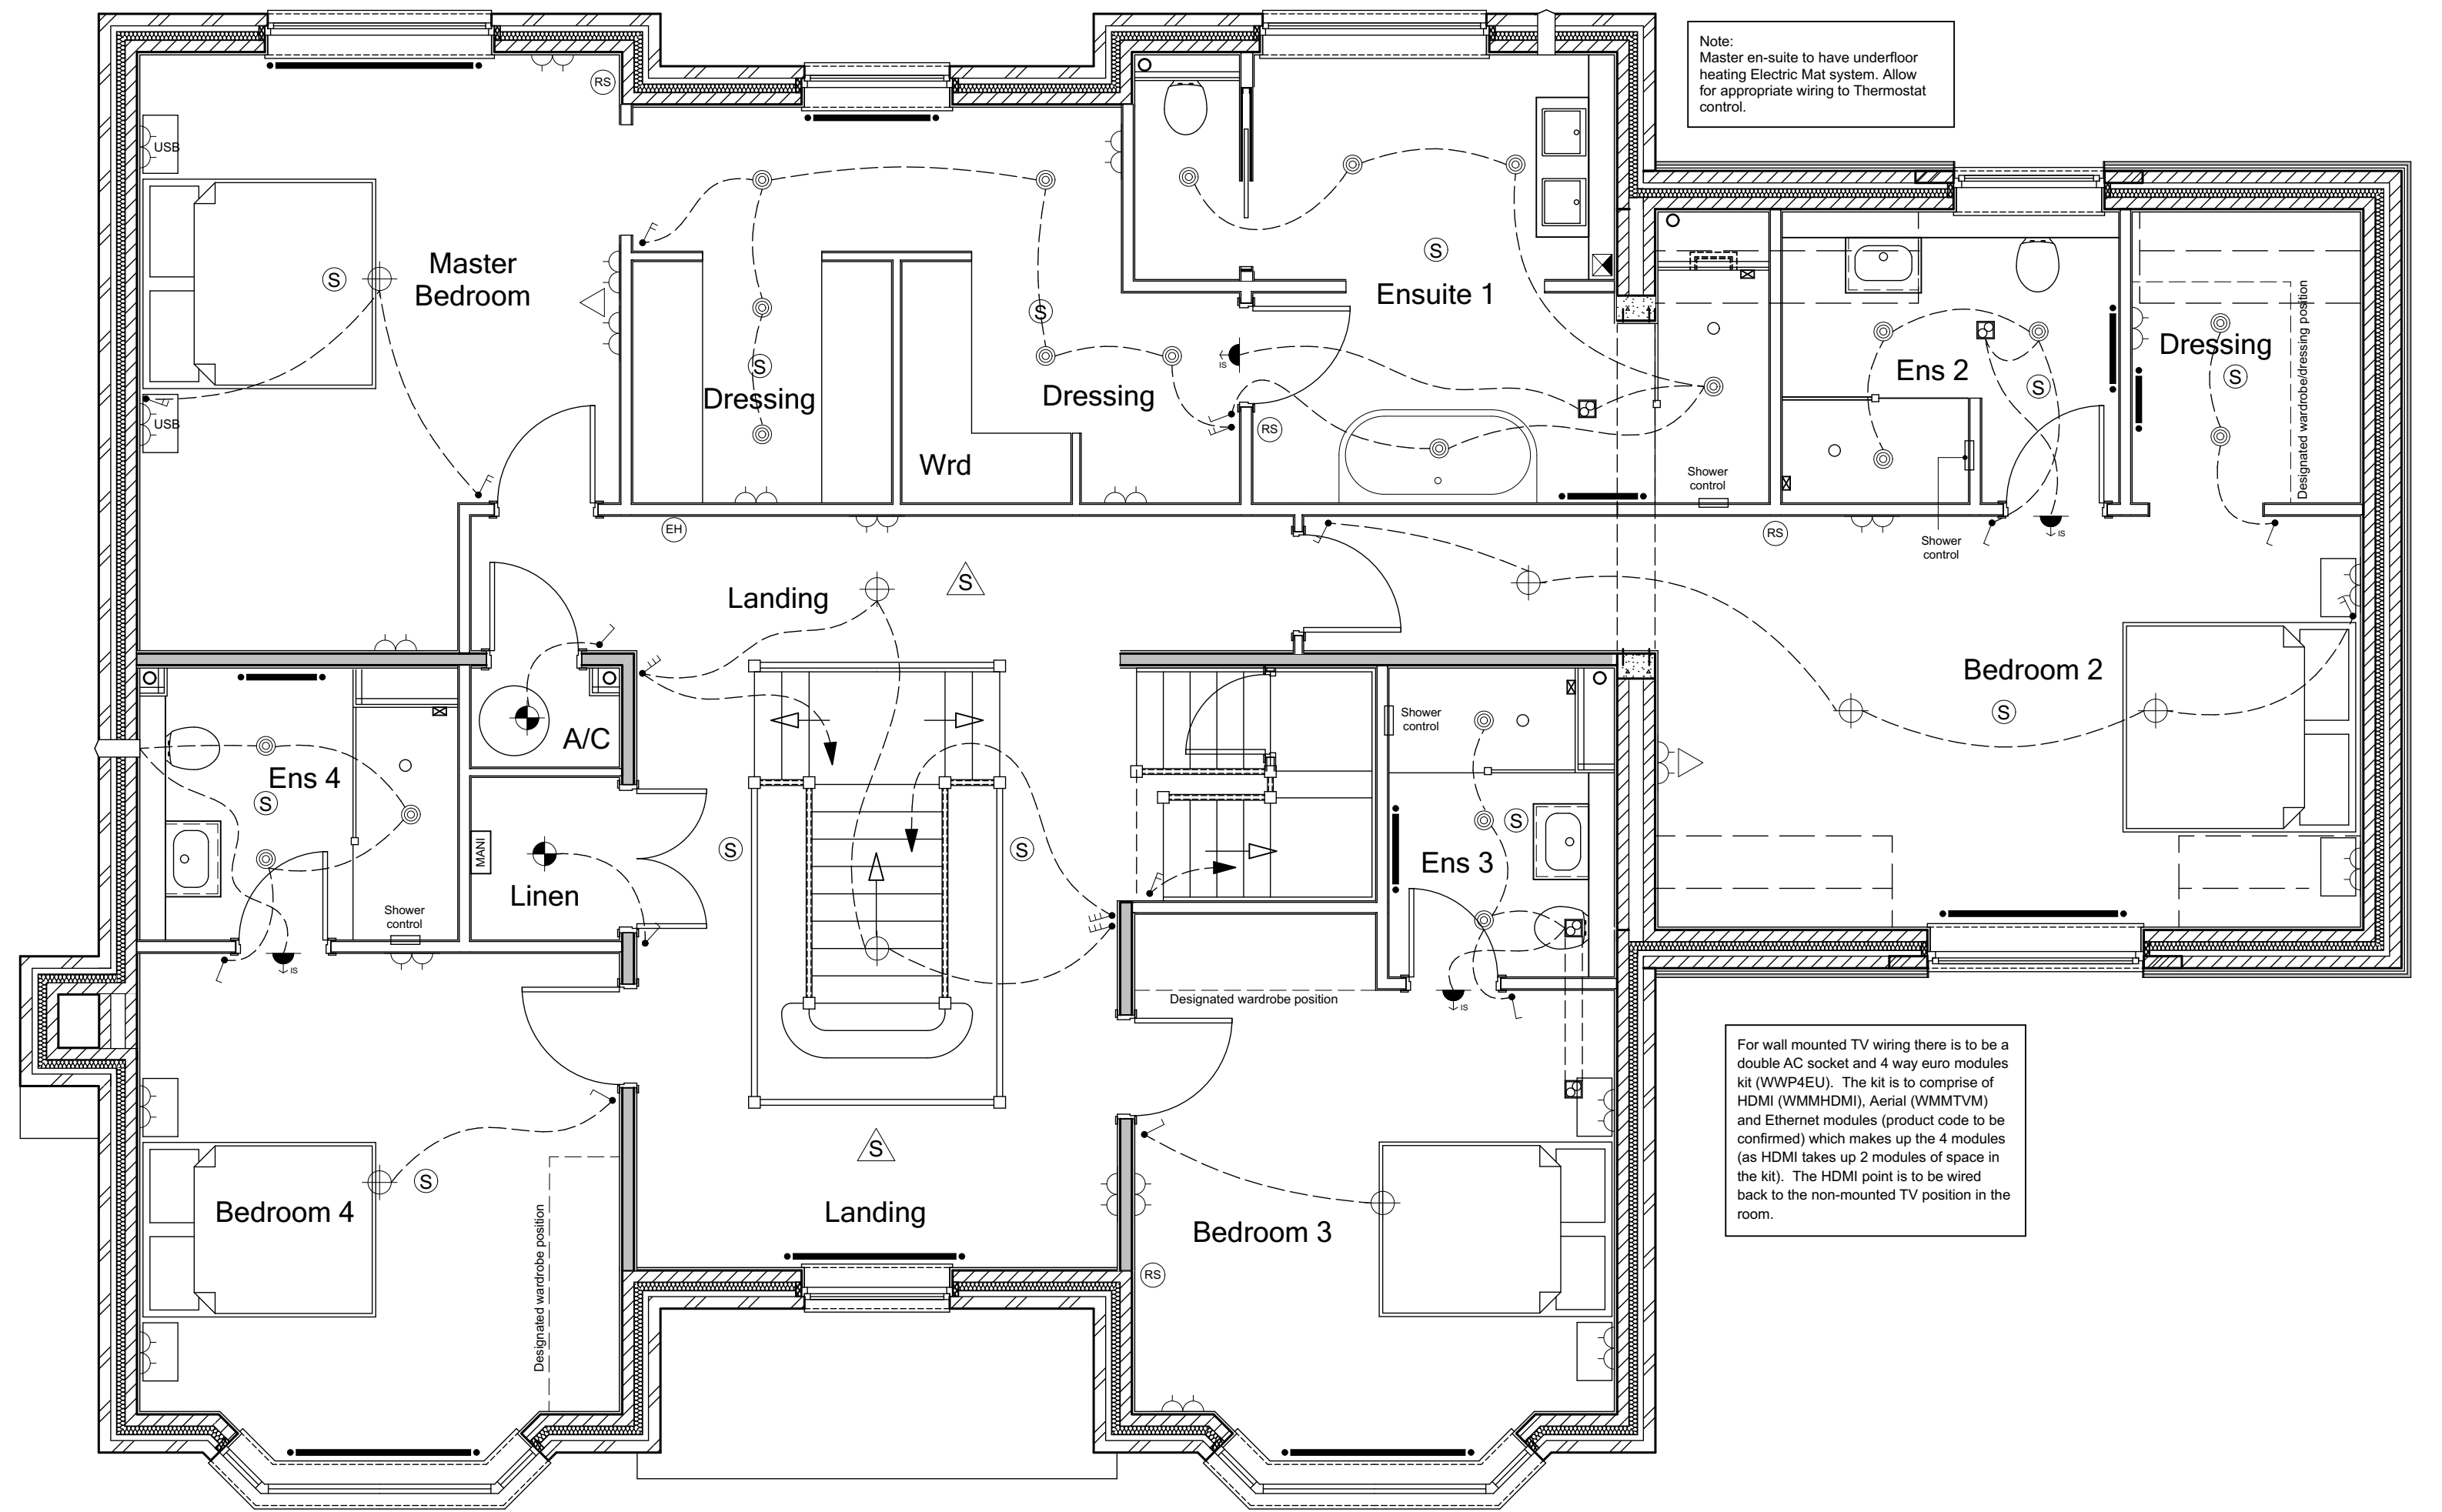 Note:
Master en-suite to have underfloor
heating Electric Mat system. Allow
for appropriate wiring to Thermostat
control.
RS
USB
Master
Bedroom
S
USB
S
Dressing
Wrd
S
Dressing
S
Ensuite 1
IS
RS
Shower
control
Ens 2
S
Shower
control
IS
Dressing
S
Designated wardrobe/dressing position
RS
EH
Landing
S
Bedroom 2
S
A/C
Ens 4
S
Shower
control
IS
MANI
Linen
S
S
Shower
control
S
Ens 3
IS
Designated wardrobe position
Bedroom 4
S
Designated wardrobe position
S
Landing
Bedroom 3
RS
For wall mounted TV wiring there is to be a
double AC socket and 4 way euro modules
kit (WWP4EU). The kit is to comprise of
HDMI (WMMHDMI), Aerial (WMMTVM)
and Ethernet modules (product code to be
confirmed) which makes up the 4 modules
(as HDMI takes up 2 modules of space in
the kit). The HDMI point is to be wired
back to the non-mounted TV position in the
room.